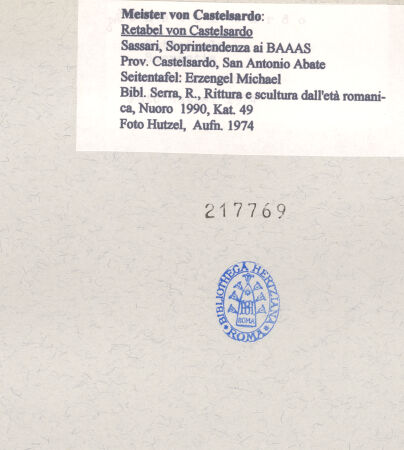 Meister von Castelsardo:
Retabel von Castelsardo
Sassari, Soprintendenza ai BAAAS
Prov. Castelsardo, San Antonio Abate
Seitentafel: Erzengel Michael
Bibl. Serra, R., Rittura e scultura dall'età romani-
ca, Nuoro 1990, Kat. 49
Foto Hutzel, Aufn. 1974
217769
BIBLIOTHECA HERTZIANA
ROMA
• ROMA •